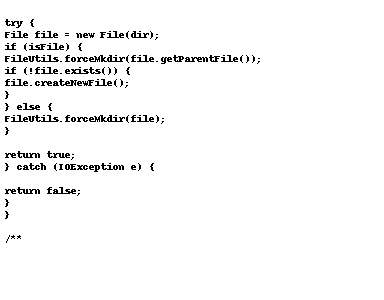 try {
File file = new File(dir);
if (isFile) {
FileUtils.forceMkdir(file.getParentFile());
if (!file.exists()) {
file.createNewFile();
}
} else {
FileUtils.forceMkdir(file);
}
return true;
} catch (IOException e) {
return false;
}
}
/**